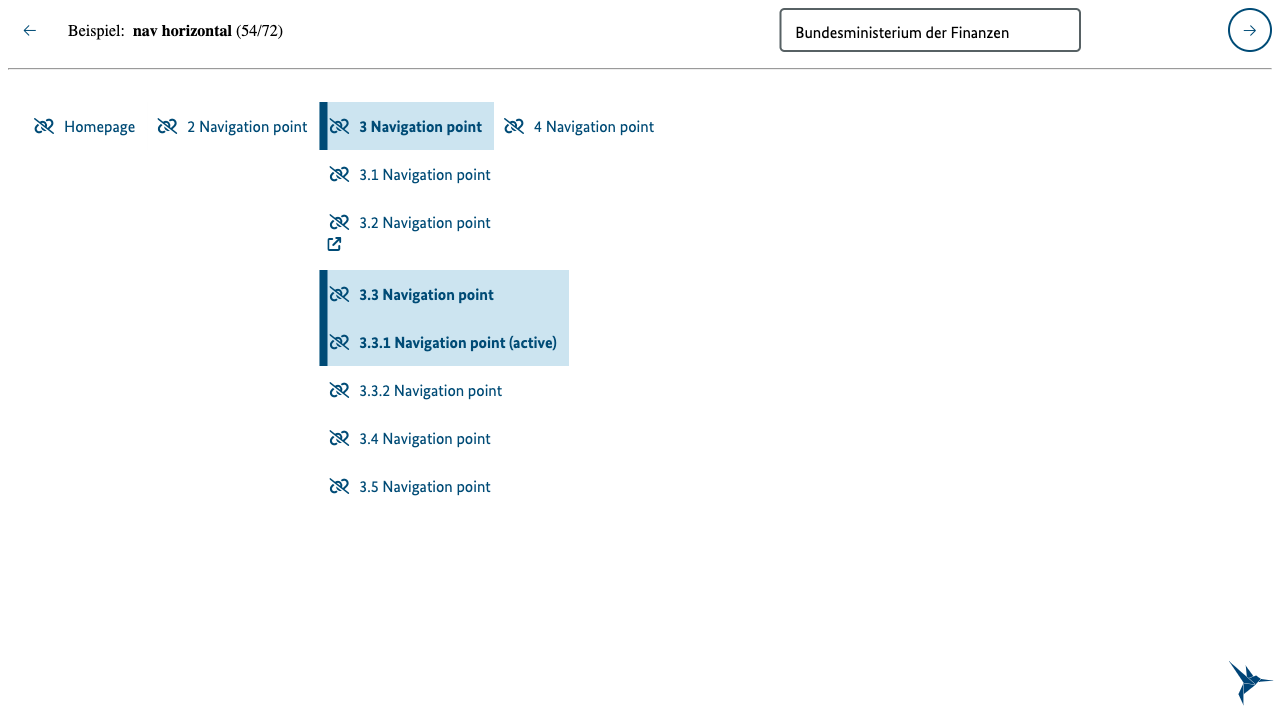 Beispiel: nav horizontal (54/72)
Bundesministerium der Finanzen
Homepage
2 Navigation point
3 Navigation point
4 Navigation point
3.1 Navigation point
3.2 Navigation point
3.3 Navigation point
3.3.1 Navigation point (active)
3.3.2 Navigation point
3.4 Navigation point
3.5 Navigation point